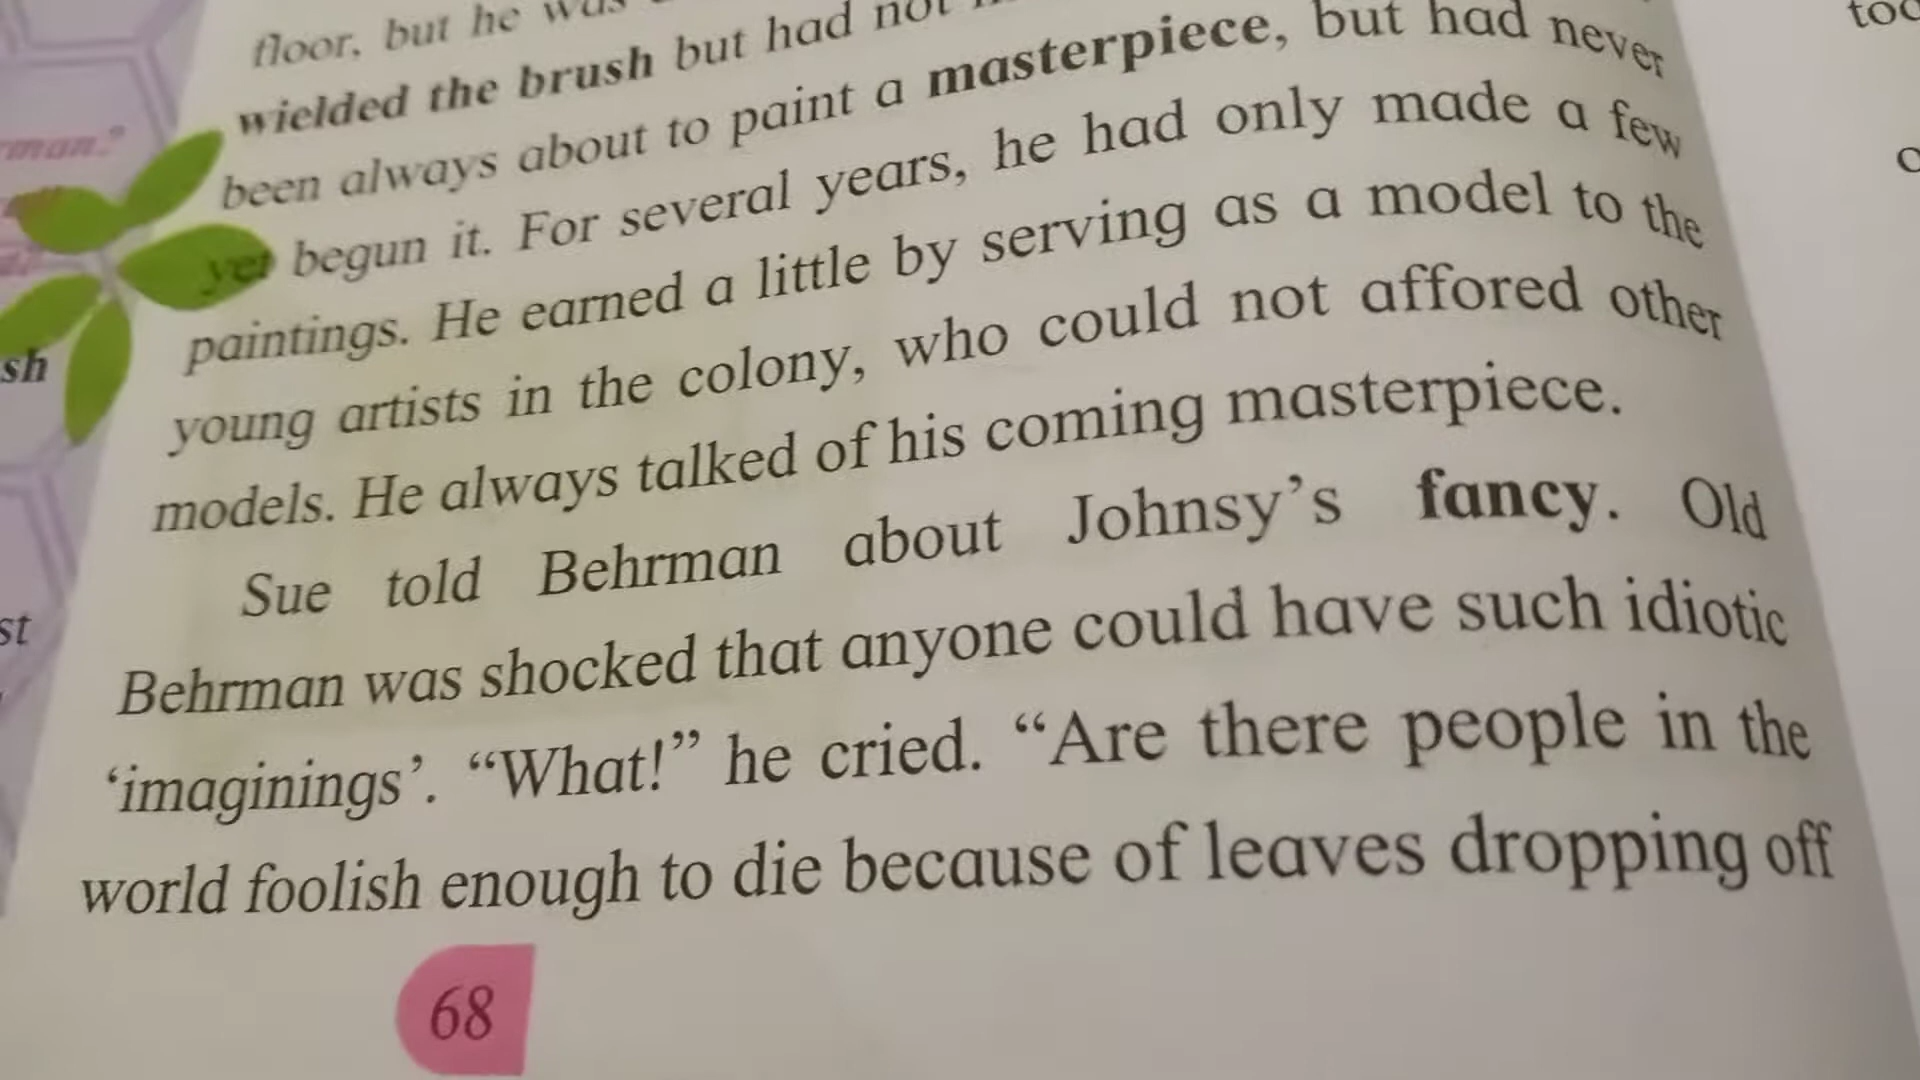 floor, but he was
wielded the brush but had not
been always about to paint a masterpiece, but had never
yet begun it. For several years, he had only made a few
paintings. He earned a little by serving as a model to the
young artists in the colony, who could not affored other
models. He always talked of his coming masterpiece.
Sue told Behrman about Johnsy’s fancy. Old
Behrman was shocked that anyone could have such idiotic
‘imaginings’. “What!” he cried. “Are there people in the
world foolish enough to die because of leaves dropping off
68
rman.”
sh
st